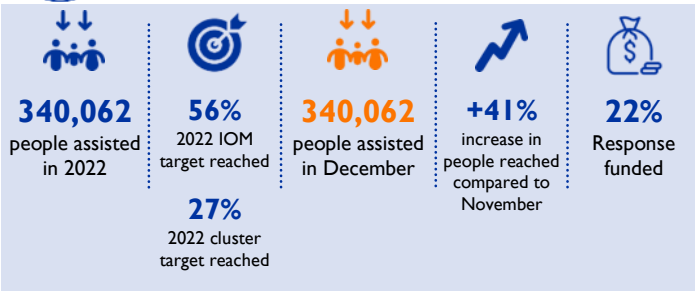 340,062
people assisted
in 2022
56%
2022 IOM
target reached
27%
2022 cluster
target reached
340,062
people assisted
in December
+41%
increase in
people reached
compared to
November
$
22%
Response
funded